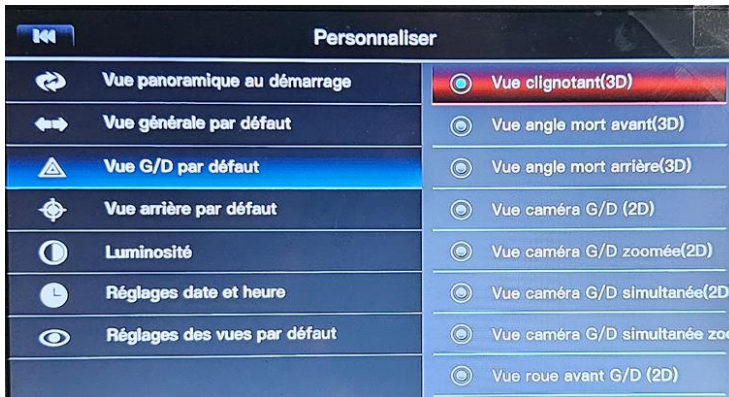 Personnaliser
Vue panoramique au démarrage
Vue générale par défaut
Vue G/D par défaut
Vue arrière par défaut
Luminosité
Réglages date et heure
Réglages des vues par défaut
Vue clignotant(3D)
Vue angle mort avant(3D)
Vue angle mort arrière(3D)
Vue caméra G/D (2D)
Vue caméra G/D zoomée(2D)
Vue caméra G/D simultanée(2D
Vue caméra G/D simultanée zoo
Vue roue avant G/D (2D)